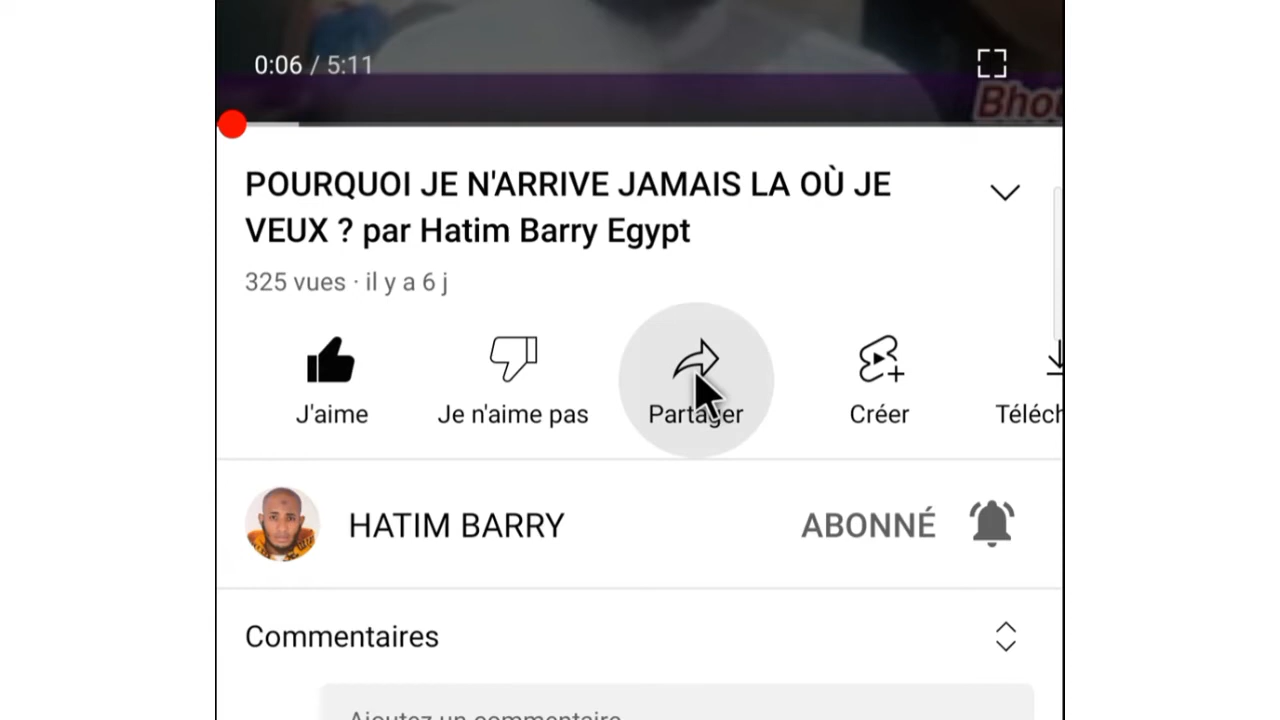 0:06 / 5:11
POURQUOI JE N'ARRIVE JAMAIS LA OÙ JE
VEUX ? par Hatim Barry Egypt
325 vues · il y a 6 j
J'aime
Je n'aime pas
Partager
Créer
Téléch
HATIM BARRY
ABONNÉ
Commentaires
Ajoutez un commentaire